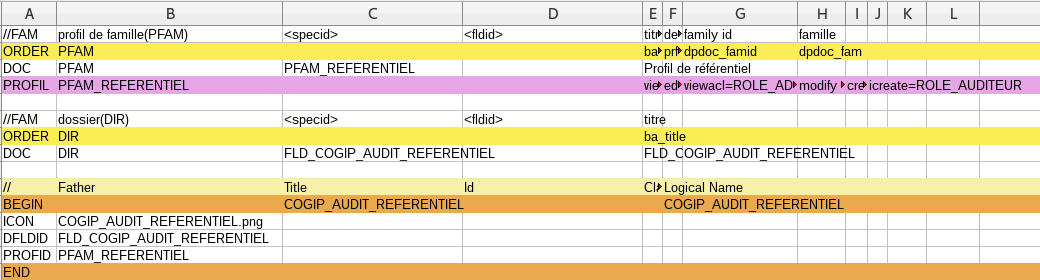 A B C D E F G H I J K L
//FAM profil de famille(PFAM) <specid> <fldid> titr de family id famille
ORDER PFAM ba prf dpdoc_famid dpdoc_fam
DOC PFAM PFAM_REFERENTIEL Profil de référentiel
PROFIL PFAM_REFERENTIEL vie ed viewacl=ROLE_AD modify cre icreate=ROLE_AUDITEUR
//FAM dossier(DIR) <specid> <fldid> titre
ORDER DIR ba_title
DOC DIR FLD_COGIP_AUDIT_REFERENTIEL FLD_COGIP_AUDIT_REFERENTIEL
// Father Title Id Cla Logical Name
BEGIN COGIP_AUDIT_REFERENTIEL COGIP_AUDIT_REFERENTIEL
ICON COGIP_AUDIT_REFERENTIEL.png
DFLDID FLD_COGIP_AUDIT_REFERENTIEL
PROFID PFAM_REFERENTIEL
END